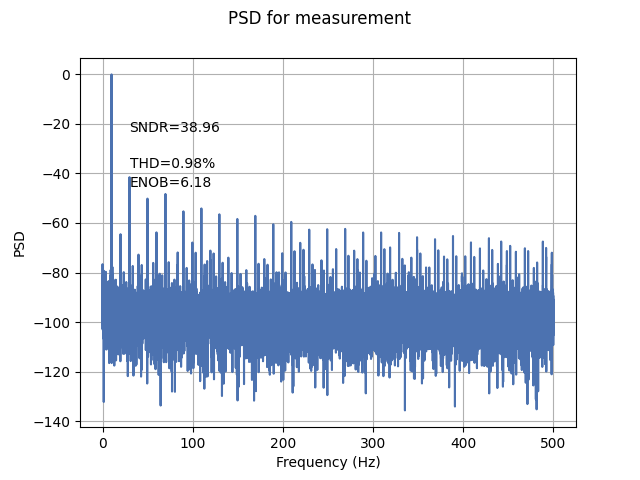 PSD for measurement
PSD
0
−20
−40
−60
−80
−100
−120
−140
SNDR=38.96
THD=0.98%
ENOB=6.18
0 100 200 300 400 500
Frequency (Hz)